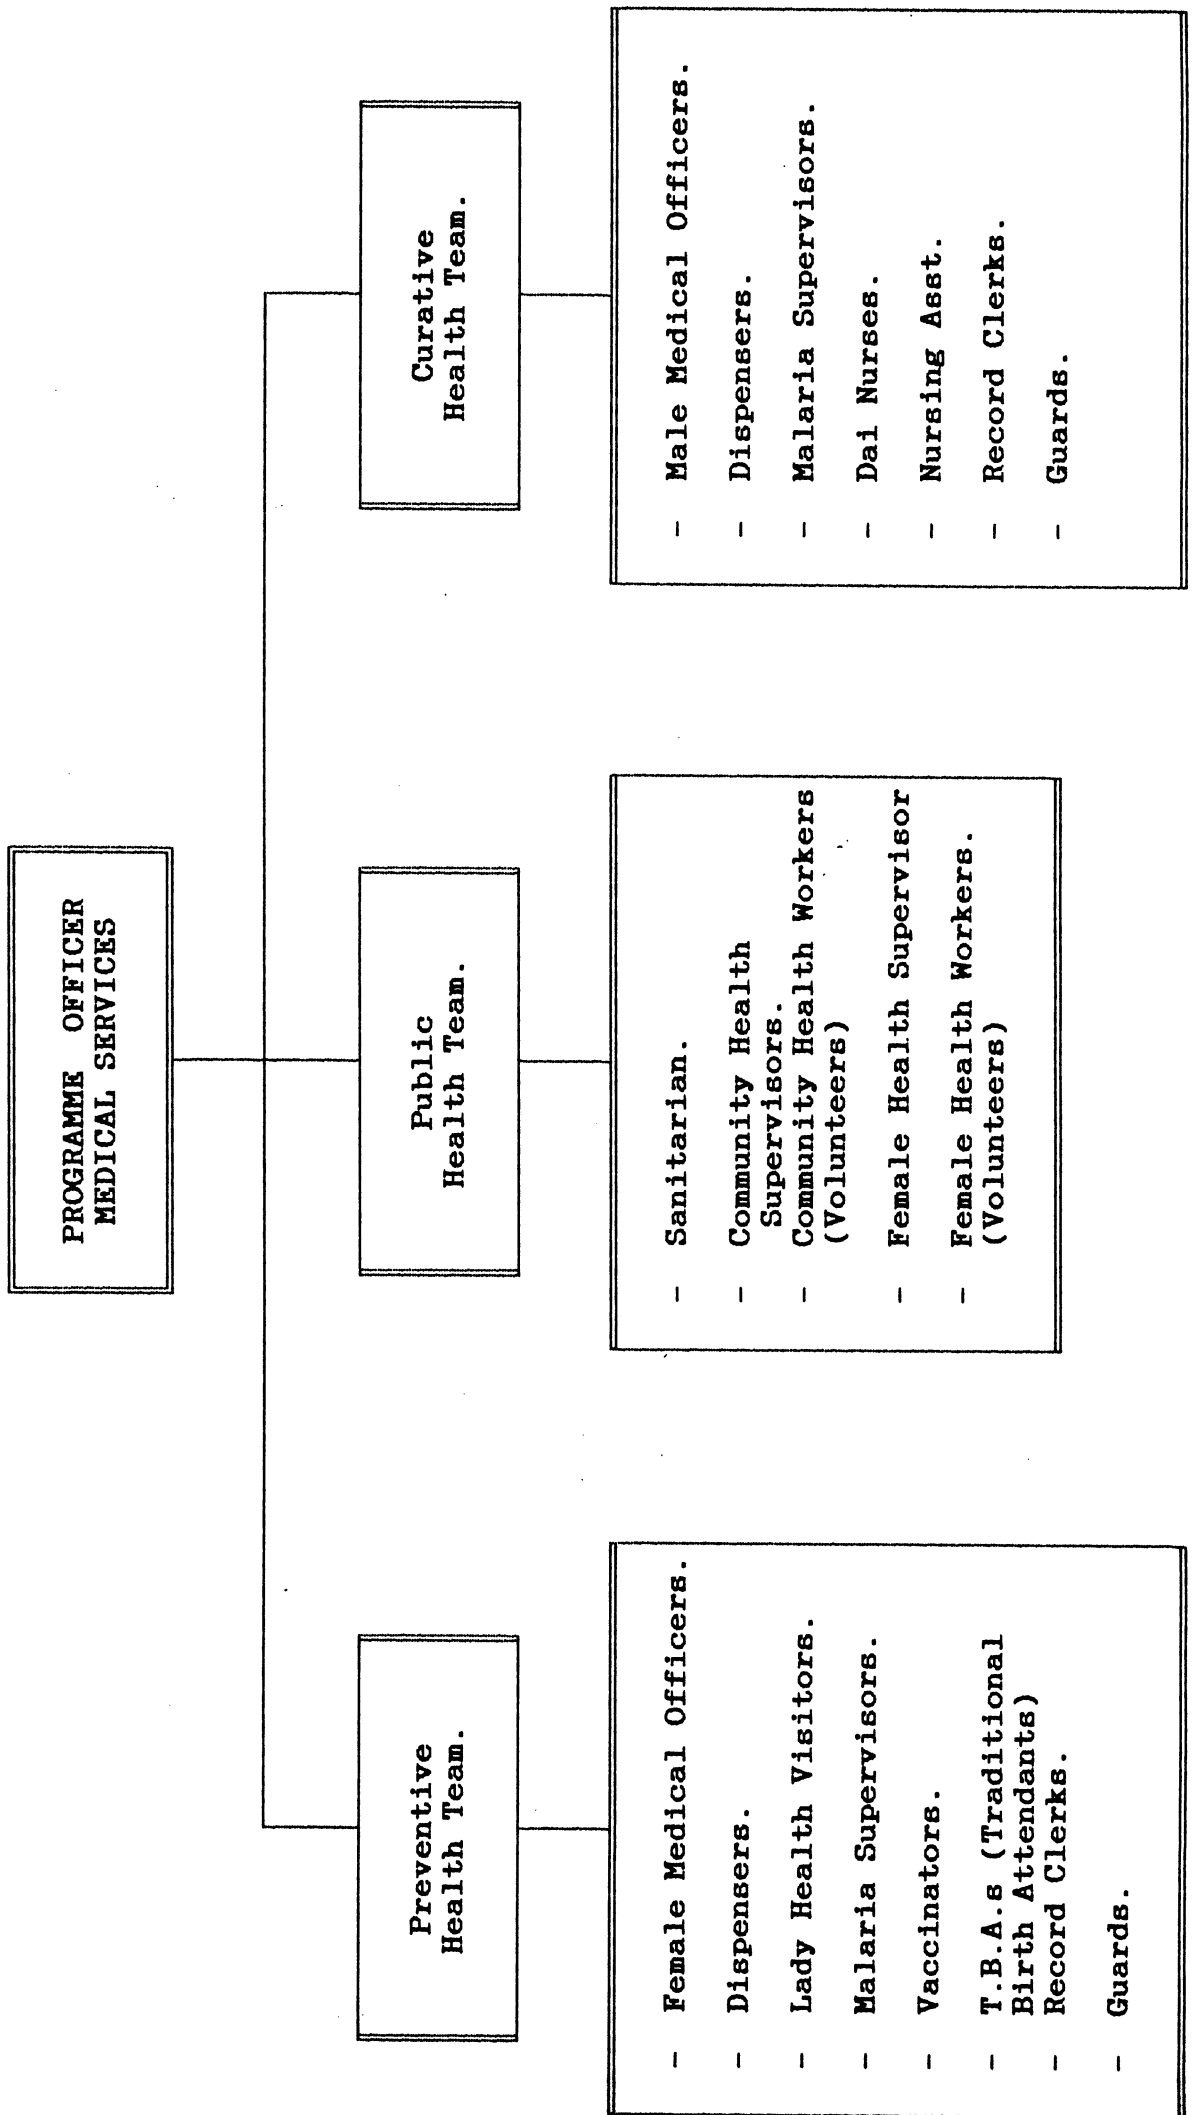 PROGRAMME OFFICER
MEDICAL SERVICES
Preventive
Health Team.
Public
Health Team.
Curative
Health Team.
- Female Medical Officers.
- Dispensers.
- Lady Health Visitors.
- Malaria Supervisors.
- Vaccinators.
- T.B.A.s (Traditional
Birth Attendants)
- Record Clerks.
- Guards.
- Sanitarian.
- Community Health
Supervisors.
- Community Health Workers
(Volunteers)
- Female Health Supervisor
- Female Health Workers.
(Volunteers)
- Male Medical Officers.
- Dispensers.
- Malaria Supervisors.
- Dai Nurses.
- Nursing Asst.
- Record Clerks.
- Guards.